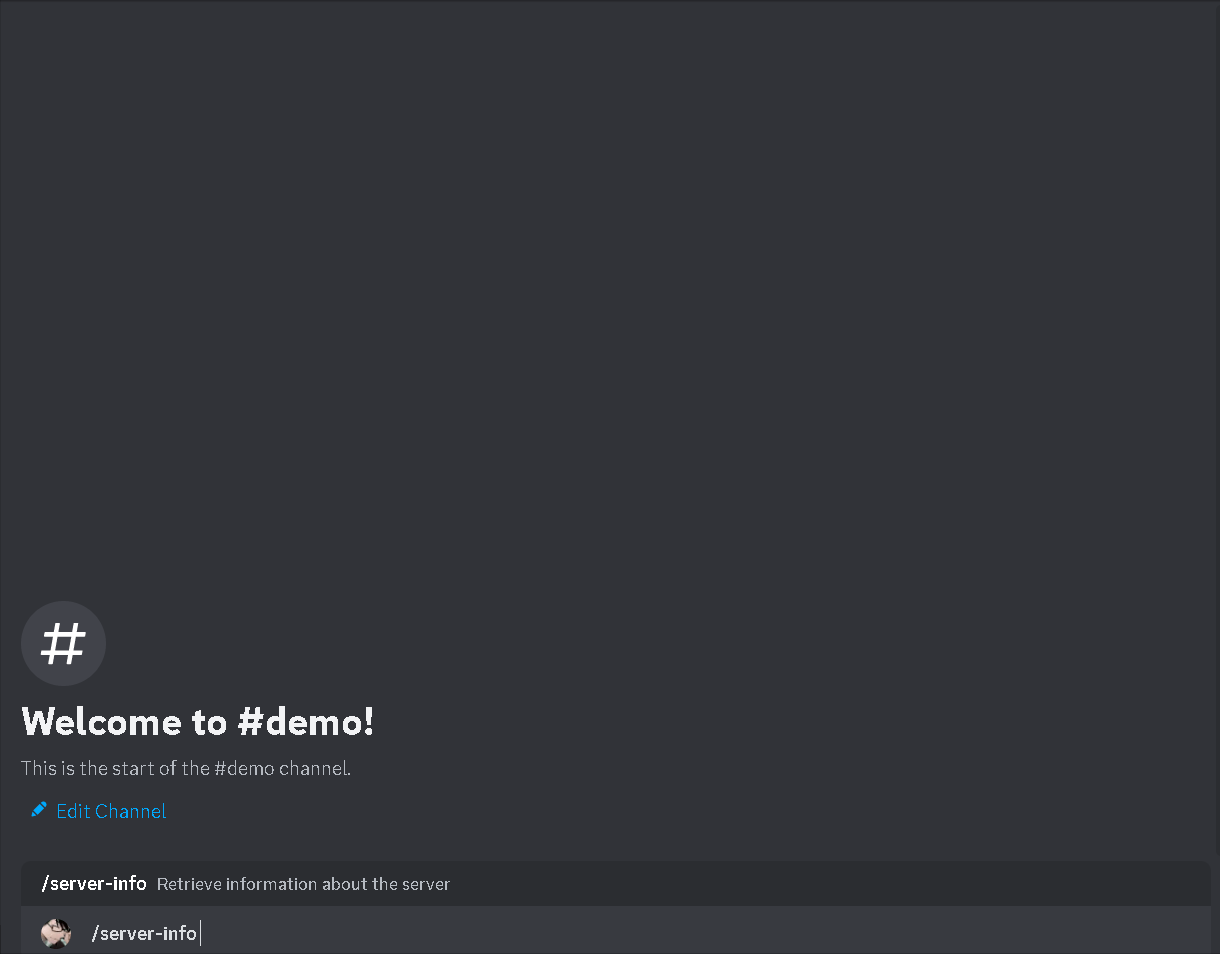 #
Welcome to #demo!
This is the start of the #demo channel.
Edit Channel
/server-info Retrieve information about the server
/server-info